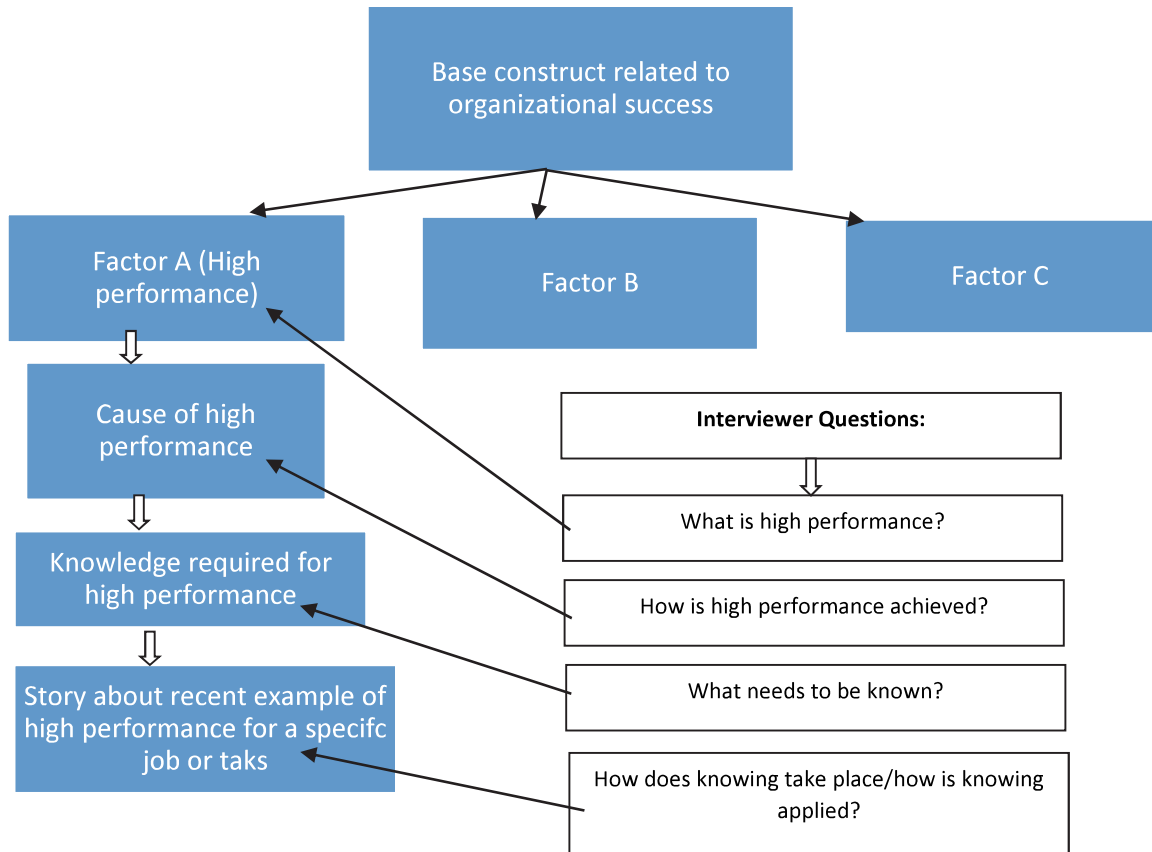 Base construct related to
organizational success
Factor A (High
performance)
Factor B
Factor C
Cause of high
performance
Knowledge required for
high performance
Story about recent example of
high performance for a specifc
job or taks
Interviewer Questions:
What is high performance?
How is high performance achieved?
What needs to be known?
How does knowing take place/how is knowing
applied?